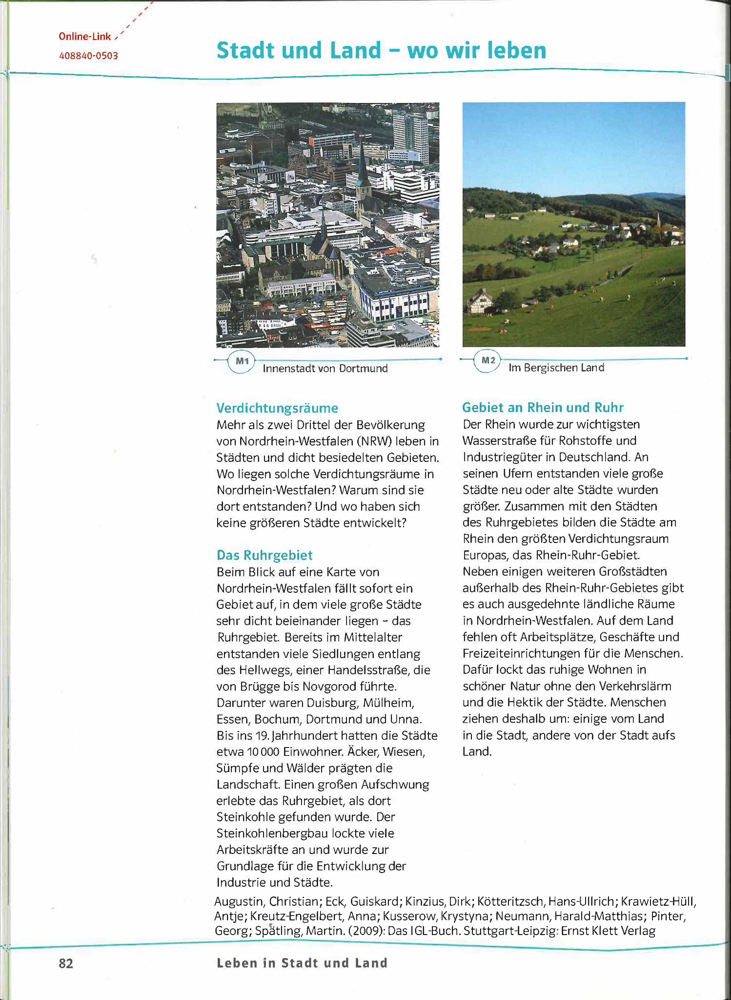 Online-Link
408840-0503
Stadt und Land – wo wir leben
M1
Innenstadt von Dortmund
M2
Im Bergischen Land
Verdichtungsräume
Mehr als zwei Drittel der Bevölkerung
von Nordrhein-Westfalen (NRW) leben in
Städten und dicht besiedelten Gebieten.
Wo liegen solche Verdichtungsräume in
Nordrhein-Westfalen? Warum sind sie
dort entstanden? Und wo haben sich
keine größeren Städte entwickelt?
Das Ruhrgebiet
Beim Blick auf eine Karte von
Nordrhein-Westfalen fällt sofort ein
Gebiet auf, in dem viele große Städte
sehr dicht beieinander liegen – das
Ruhrgebiet. Bereits im Mittelalter
entstanden viele Siedlungen entlang
des Hellwegs, einer Handelsstraße, die
von Brügge bis Novgorod führte.
Darunter waren Duisburg, Mülheim,
Essen, Bochum, Dortmund und Unna.
Bis ins 19. Jahrhundert hatten die Städte
etwa 10 000 Einwohner. Äcker, Wiesen,
Sümpfe und Wälder prägten die
Landschaft. Einen großen Aufschwung
erlebte das Ruhrgebiet, als dort
Steinkohle gefunden wurde. Der
Steinkohlenbergbau lockte viele
Arbeitskräfte an und wurde zur
Grundlage für die Entwicklung der
Industrie und Städte.
Gebiet an Rhein und Ruhr
Der Rhein wurde zur wichtigsten
Wasserstraße für Rohstoffe und
Industriegüter in Deutschland. An
seinen Ufern entstanden viele große
Städte neu oder alte Städte wurden
größer. Zusammen mit den Städten
des Ruhrgebietes bilden die Städte am
Rhein den größten Verdichtungsraum
Europas, das Rhein-Ruhr-Gebiet.
Neben einigen weiteren Großstädten
außerhalb des Rhein-Ruhr-Gebietes gibt
es auch ausgedehnte ländliche Räume
in Nordrhein-Westfalen. Auf dem Land
fehlen oft Arbeitsplätze, Geschäfte und
Freizeiteinrichtungen für die Menschen.
Dafür lockt das ruhige Wohnen in
schöner Natur ohne den Verkehrslärm
und die Hektik der Städte. Menschen
ziehen deshalb um: einige vom Land
in die Stadt, andere von der Stadt aufs
Land.
Augustin, Christian; Eck, Guiskard; Kinzius, Dirk; Kötteritzsch, Hans-Ullrich; Krawietz-Hüll,
Antje; Kreutz-Engelbert, Anna; Kusserow, Krystyna; Neumann, Harald-Matthias; Pinter,
Georg; Spätling, Martin. (2009): Das IGL-Buch. Stuttgart-Leipzig: Ernst Klett Verlag
82
Leben in Stadt und Land